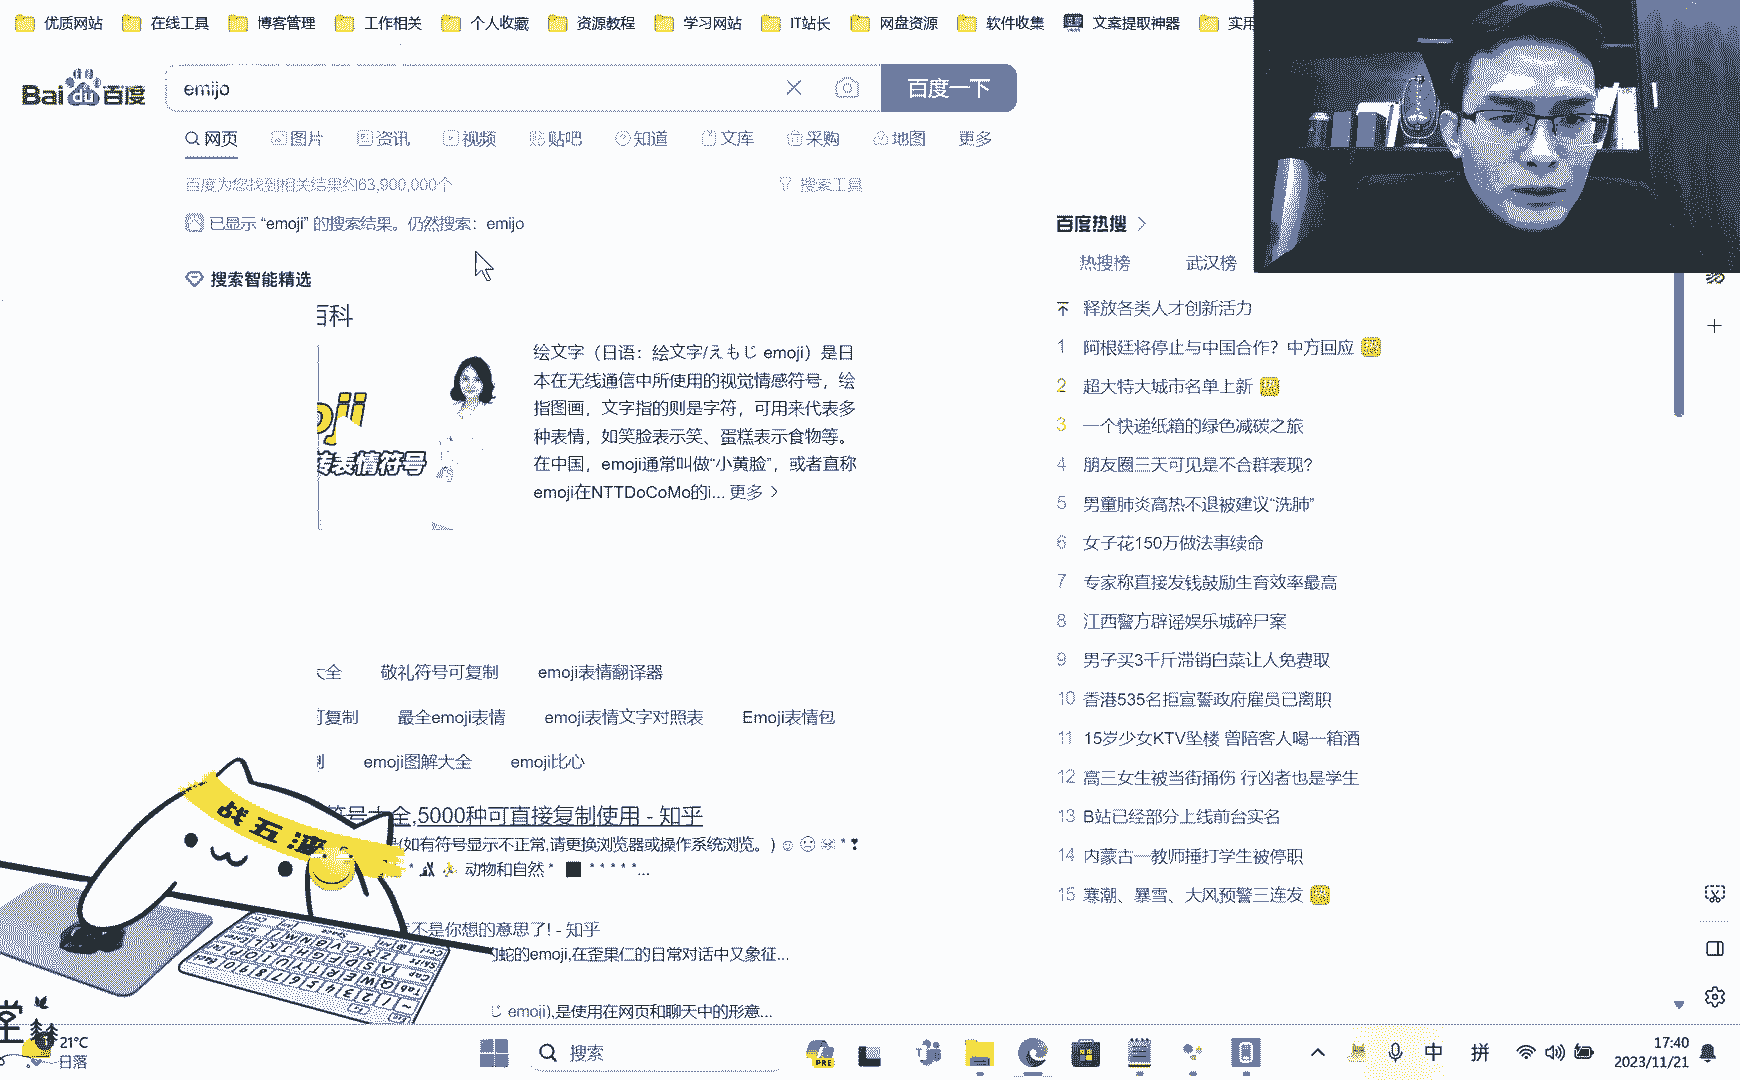 优质网站 在线工具 博客管理 工作相关 个人收藏 资源教程 学习网站 IT站长 网盘资源 软件收集 文案提取神器 实用
Bai du 百度 emijo 百度一下
网页 图片 资讯 视频 贴吧 知道 文库 采购 地图 更多
百度为您找到相关结果约63,900,000个 搜索工具
已显示 “emoji” 的搜索结果。仍然搜索：emijo
搜索智能精选
百科
绘文字（日语：绘文字/えもじ emoji）是日
本在无线通信中所使用的视觉情感符号，绘
指图画，文字指的则是字符，可用来代表多
种表情，如笑脸表示笑、蛋糕表示食物等。
在中国，emoji通常叫做“小黄脸”，或者直称
emoji在NTTDoCoMo的i... 更多 >
oji
转表情符号
大全 敬礼符号可复制 emoji表情翻译器
可复制 最全emoji表情 emoji表情文字对照表 Emoji表情包
emoji图解大全 emoji比心
符号大全,5000种可直接复制使用 - 知乎
(如有符号显示不正常,请更换浏览器或操作系统浏览。)
动物和自然
不是你想的意思了! - 知乎
的蛇的emoji,在歪果仁的日常对话中又象征...
じ emoji),是使用在网页和聊天中的形意...
百度热搜 >
热搜榜 武汉榜
释放各类人才创新活力
1 阿根廷将停止与中国合作？中方回应
2 超大特大城市名单上新
3 一个快递纸箱的绿色减碳之旅
4 朋友圈三天可见是不合群表现?
5 男童肺炎高热不退被建议“洗肺”
6 女子花150万做法事续命
7 专家称直接发钱鼓励生育效率最高
8 江西警方辟谣娱乐城碎尸案
9 男子买3千斤滞销白菜让人免费取
10 香港535名拒宣誓政府雇员已离职
11 15岁少女KTV坠楼 曾陪客人喝一箱酒
12 高三女生被当街捅伤 行凶者也是学生
13 B站已经部分上线前台实名
14 内蒙古一教师捶打学生被停职
15 寒潮、暴雪、大风预警三连发
战五渣
堂
21°C
日落
搜索
PRE
中 拼
17:40
2023/11/21